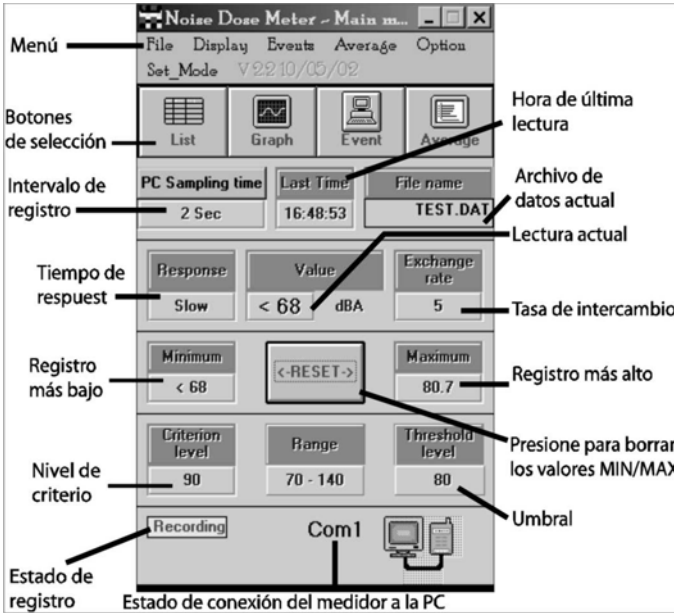 Noise Dose Meter - Main m...
Menú
File Display Events Average Option
Set_Mode V2.2 10/05/02
Botones
de selección
List Graph Event Average
Hora de última
lectura
Intervalo de
registro
PC Sampling time Last Time File name
2 Sec 16:48:53 TEST.DAT
Archivo de
datos actual
Lectura actual
Tiempo de
respuest
Response Value Exchange
rate
Slow < 68 dBA 5
Tasa de intercambio
Registro
más bajo
Minimum <-RESET-> Maximum
< 68 80.7
Registro más alto
Presione para borrar
los valores MIN/MAX
Nivel de
criterio
Criterion
level
Range
Threshold
level
90 70 - 140 80
Umbral
Recording Com1
Estado de
registro
Estado de conexión del medidor a la PC